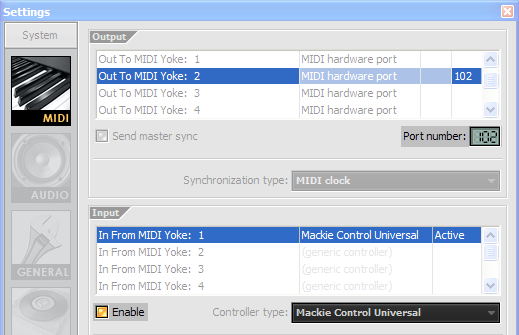 Settings
System
MIDI
AUDIO
GENERAL
Output
Out To MIDI Yoke: 1 MIDI hardware port
Out To MIDI Yoke: 2 MIDI hardware port 102
Out To MIDI Yoke: 3 MIDI hardware port
Out To MIDI Yoke: 4 MIDI hardware port
Send master sync
Port number: 102
Synchronization type: MIDI clock
Input
In From MIDI Yoke: 1 Mackie Control Universal Active
In From MIDI Yoke: 2 (generic controller)
In From MIDI Yoke: 3 (generic controller)
In From MIDI Yoke: 4 (generic controller)
Enable
Controller type: Mackie Control Universal